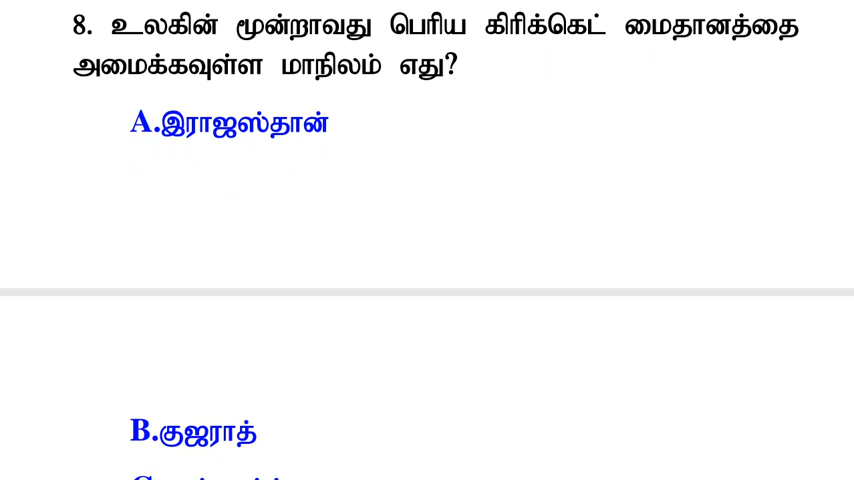 8. உலகின் மூன்றாவது பெரிய கிரிக்கெட் மைதானத்தை
அமைக்கவுள்ள மாநிலம் எது?
A.இராஜஸ்தான்
B.குஜராத்